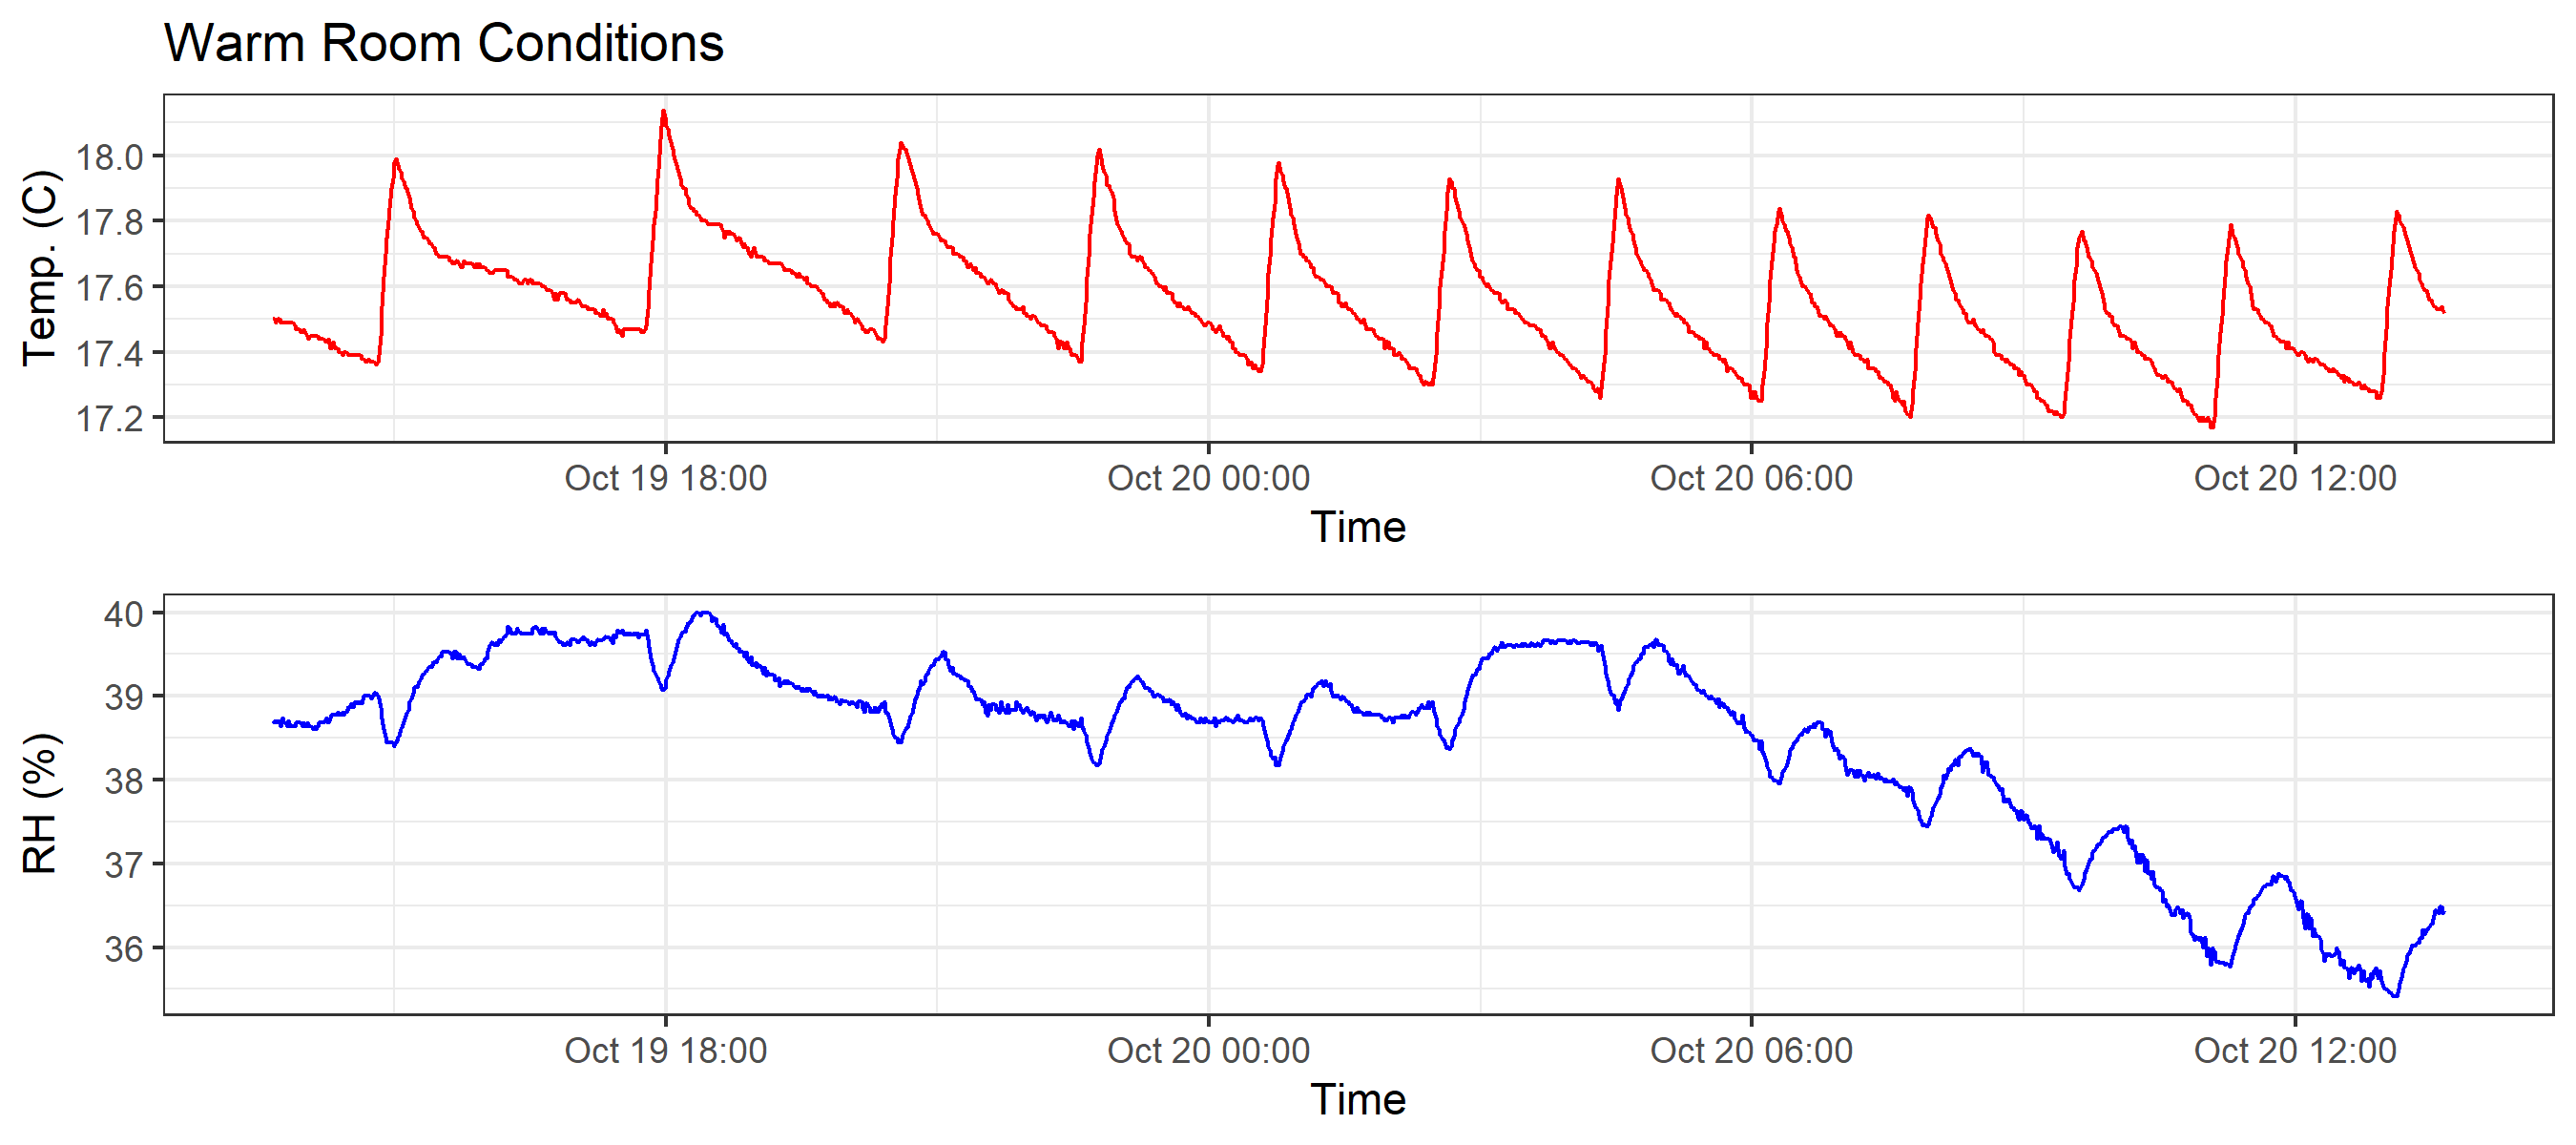 Warm Room Conditions
Temp. (C)
18.0
17.8
17.6
17.4
17.2
Oct 19 18:00 Oct 20 00:00 Oct 20 06:00 Oct 20 12:00
Time
RH (%)
40
39
38
37
36
Oct 19 18:00 Oct 20 00:00 Oct 20 06:00 Oct 20 12:00
Time